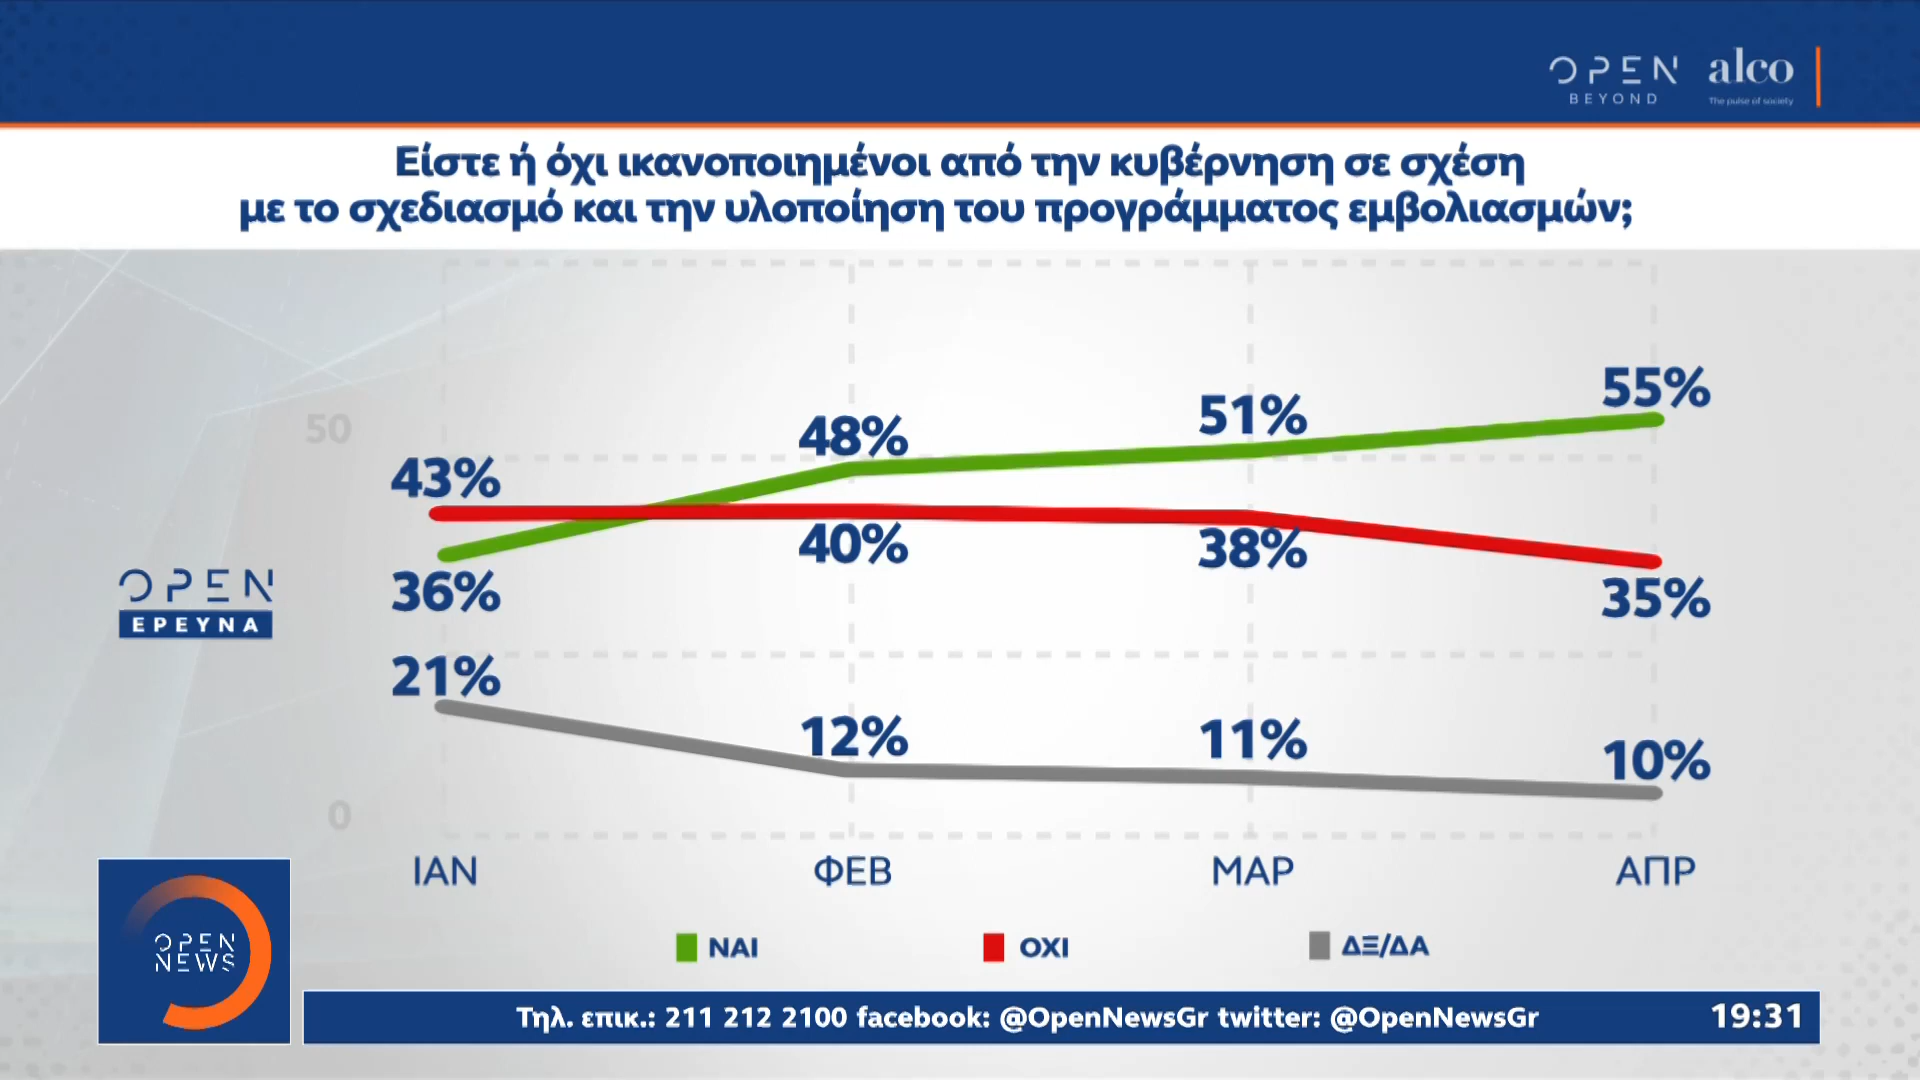 OPEN
BEYOND
alco
The pulse of society
Είστε ή όχι ικανοποιημένοι από την κυβέρνηση σε σχέση
με το σχεδιασμό και την υλοποίηση του προγράμματος εμβολιασμών;
50
0
43%
48%
51%
55%
36%
40%
38%
35%
21%
12%
11%
10%
OPEN
ΕΡΕΥΝΑ
ΙΑΝ
ΦΕΒ
ΜΑΡ
ΑΠΡ
ΝΑΙ
ΟΧΙ
ΔΞ/ΔΑ
OPEN
NEWS
Τηλ. επικ.: 211 212 2100 facebook: @OpenNewsGr twitter: @OpenNewsGr
19:31